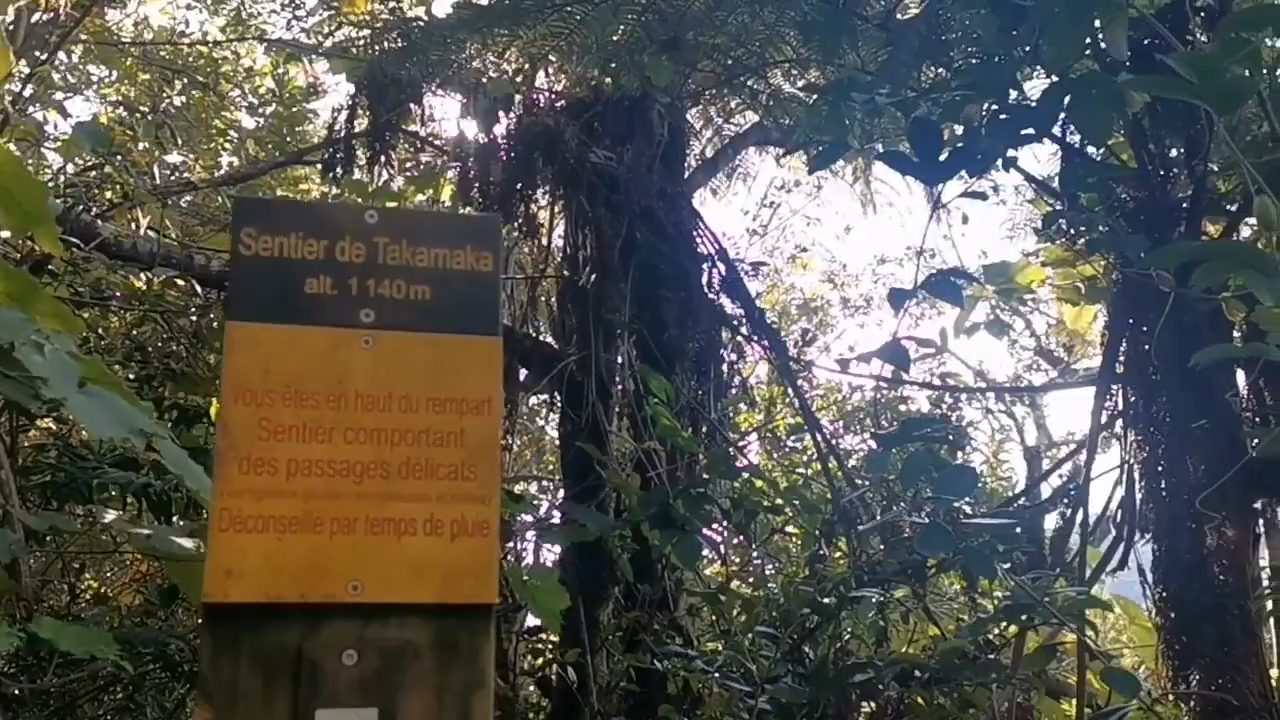 Sentier de Takamaka
alt. 1 140 m
Vous êtes en haut du rempart
Sentier comportant
des passages délicats
Déconseillé par temps de pluie